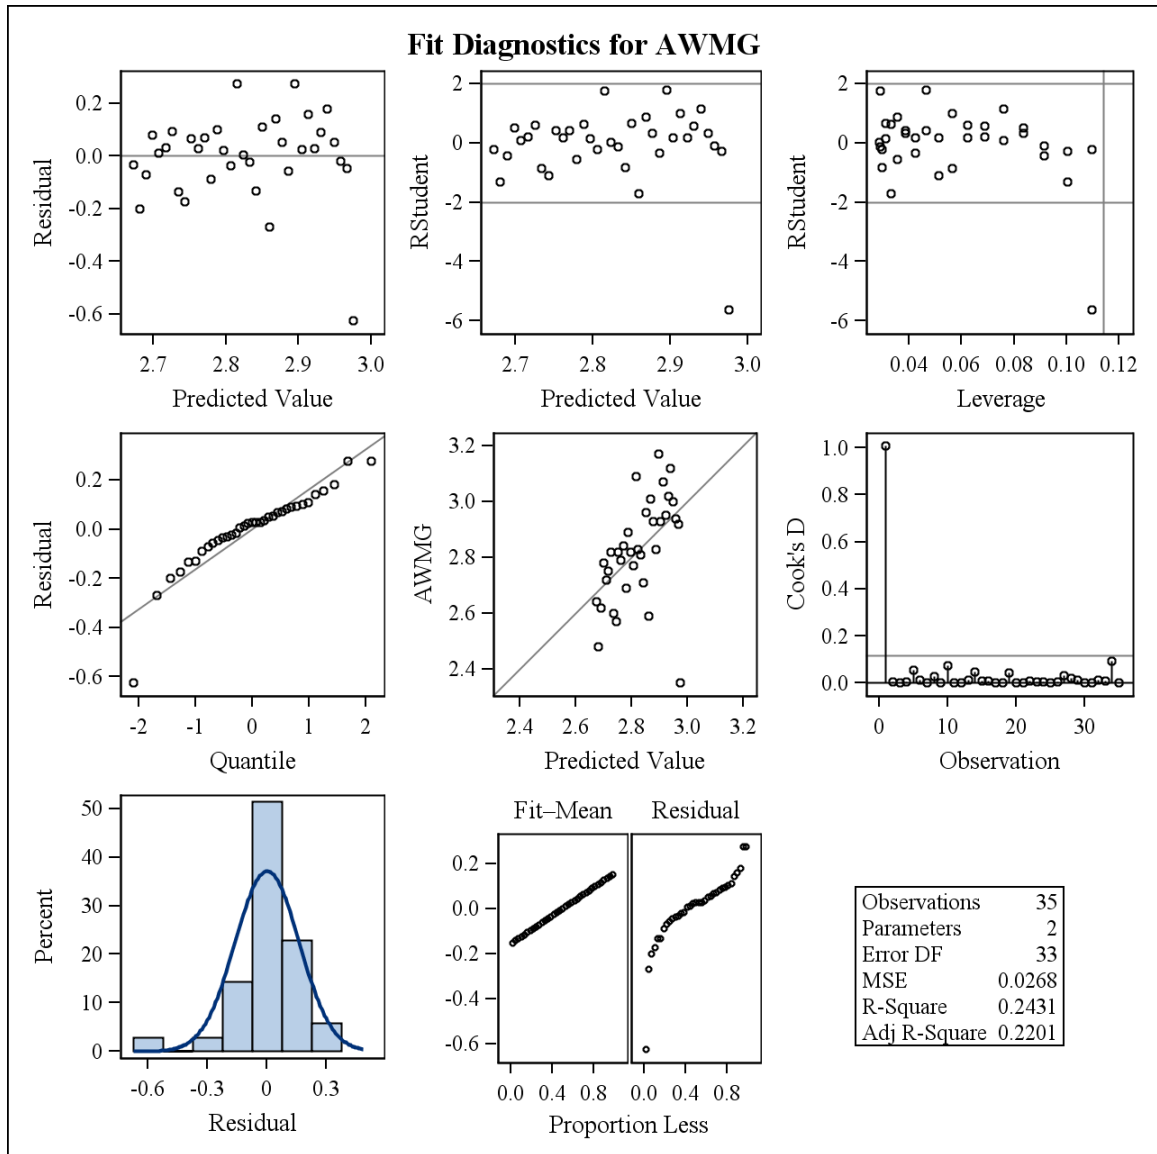 Fit Diagnostics for AWMG
0.2
0.0
-0.2
-0.4
-0.6
Residual
2.7 2.8 2.9 3.0
Predicted Value
2
0
-2
-4
-6
RStudent
2.7 2.8 2.9 3.0
Predicted Value
2
0
-2
-4
-6
RStudent
0.04 0.06 0.08 0.10 0.12
Leverage
0.2
0.0
-0.2
-0.4
-0.6
Residual
-2 -1 0 1 2
Quantile
3.2
3.0
2.8
2.6
2.4
AWMG
2.4 2.6 2.8 3.0 3.2
Predicted Value
1.0
0.8
0.6
0.4
0.2
0.0
Cook's D
0 10 20 30
Observation
50
40
30
20
10
0
Percent
-0.6 -0.3 0 0.3
Residual
Fit–Mean Residual
0.2
0.0
-0.2
-0.4
-0.6
0.0 0.4 0.8 0.0 0.4 0.8
Proportion Less
Observations 35
Parameters 2
Error DF 33
MSE 0.0268
R-Square 0.2431
Adj R-Square 0.2201